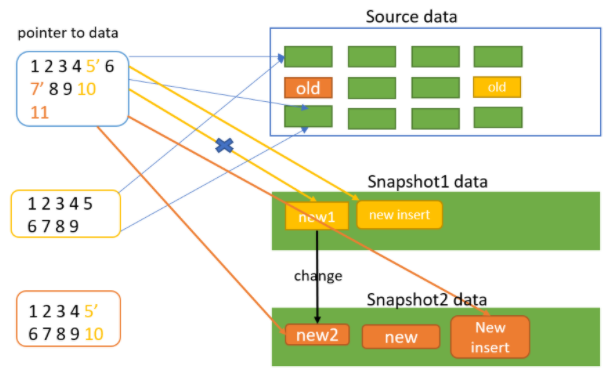 Source data
pointer to data
1 2 3 4 5′ 6
7′ 8 9 10
11
old
old
Snapshot1 data
1 2 3 4 5
6 7 8 9
new1
new insert
change
Snapshot2 data
1 2 3 4 5′
6 7 8 9 10
new2
new
New
insert